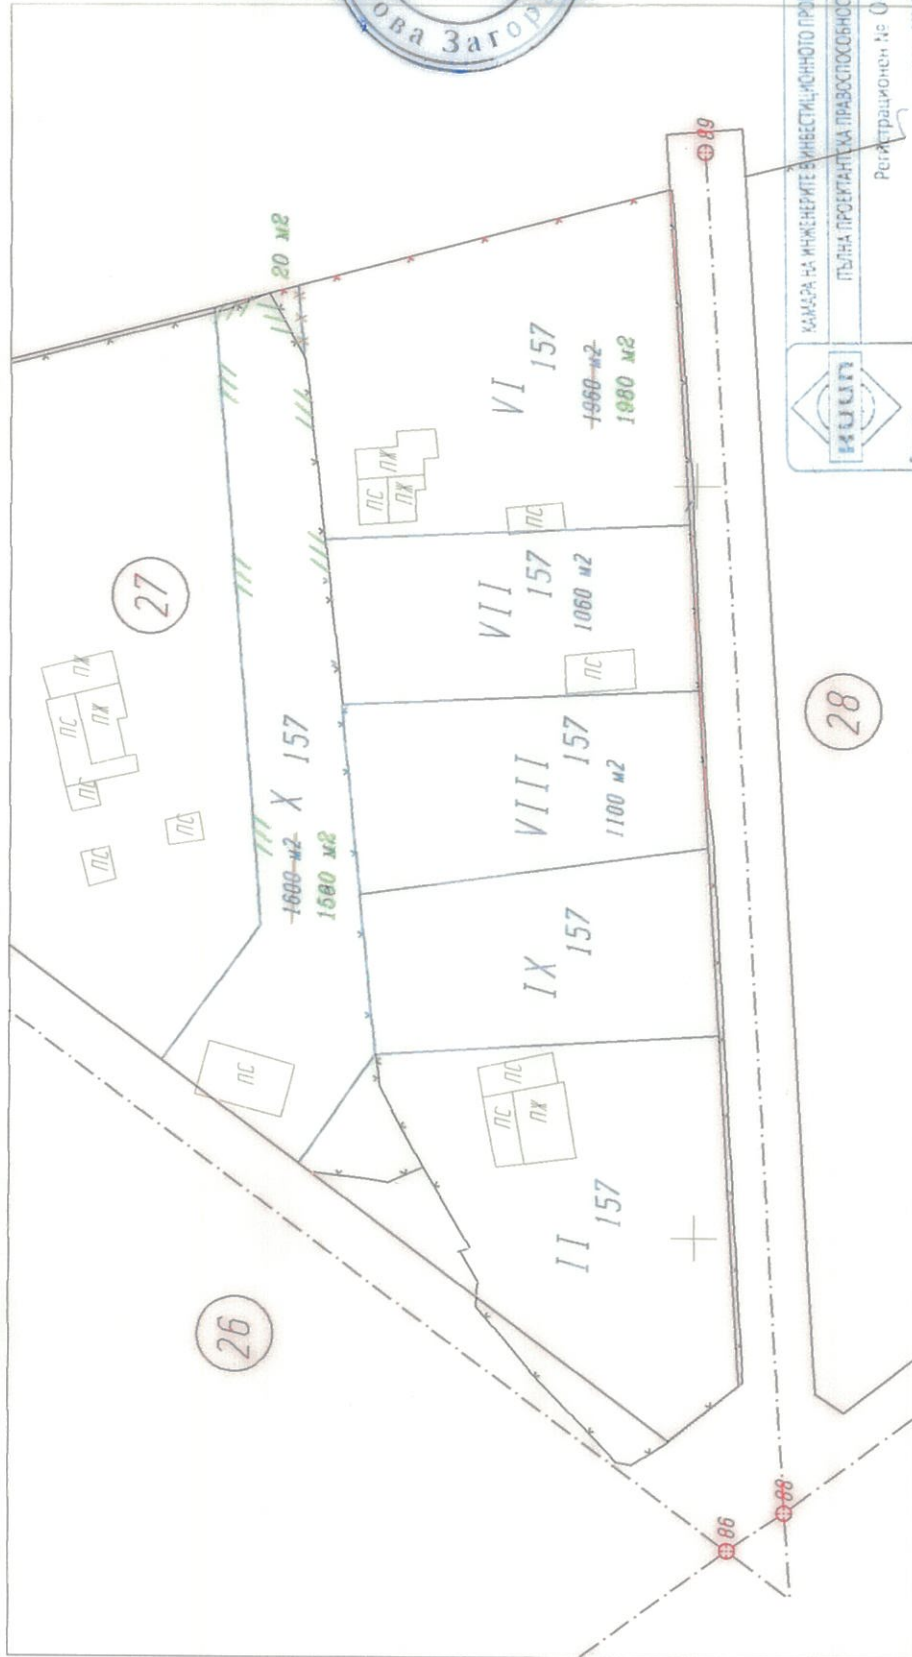 ова Загор
КАМАРА НА ИНЖЕНЕРИТЕ В ИНВЕСТИЦИОННОТО ПРО
ПЪЛНА ПРОЕКТАНТСКА ПРАВОСПОСОБНОС
Регистрационен № 0
КИИП
26
27
28
86
88
89
20 м2
X 157
1600 м2
1580 м2
VI
157
1960 м2
1980 м2
VII
157
1060 м2
VIII
157
1100 м2
IX
157
II
157
ПС
ПЖ
ПЖ
ПС
ПС
ПС
ПС
ПС
ПЖ
ПЖ
ПС
ПС
ПС
ПС
ПЖ